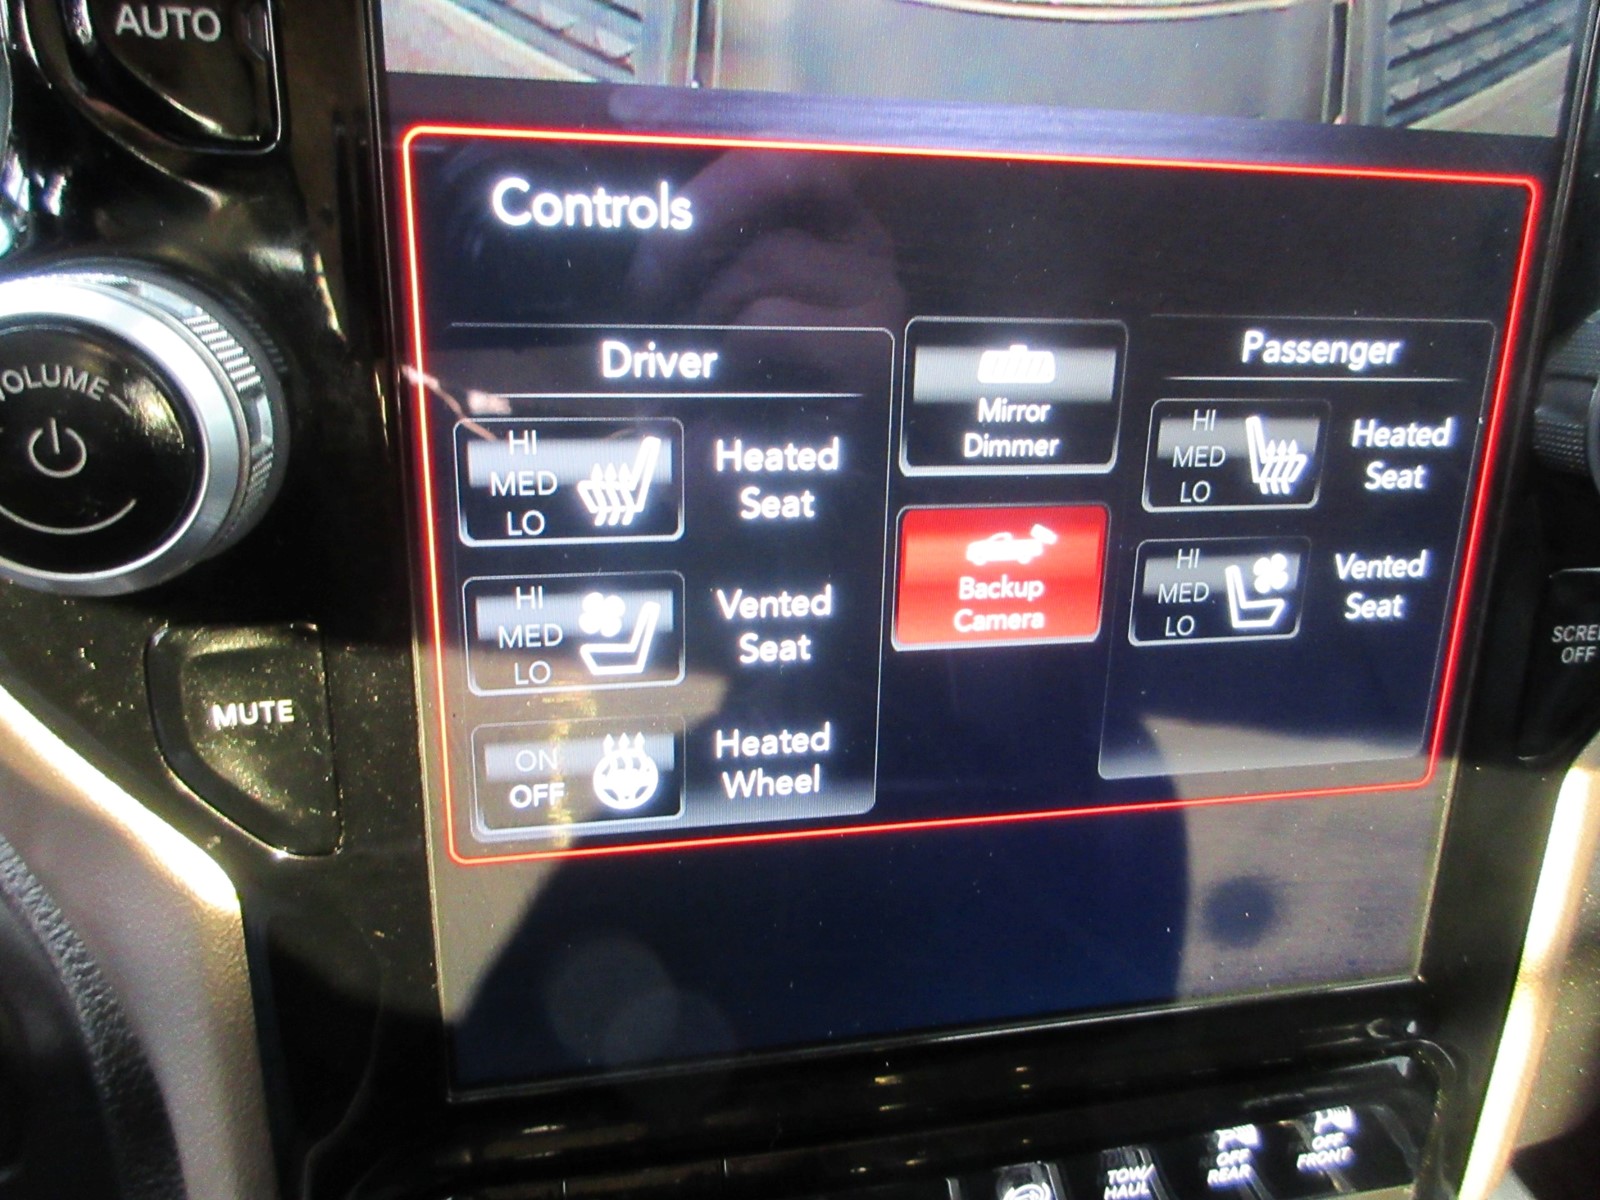 AUTO
Controls
VOLUME
MUTE
Driver
HI
MED
LO
Heated
Seat
HI
MED
LO
Vented
Seat
ON
OFF
Heated
Wheel
Mirror
Dimmer
Backup
Camera
Passenger
HI
MED
LO
Heated
Seat
HI
MED
LO
Vented
Seat
OFF
TOW/
HAUL
OFF
REAR
OFF
FRONT